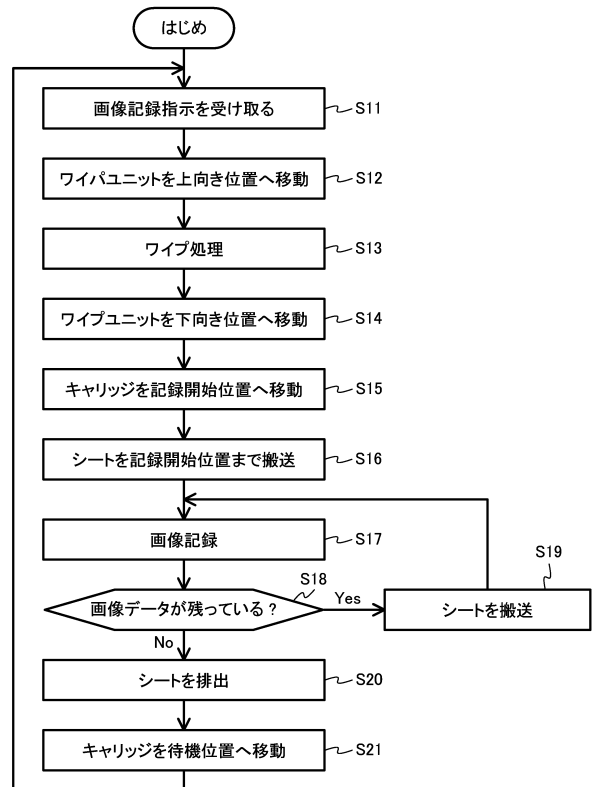 はじめ
画像記録指示を受け取る
S11
ワイパユニットを上向き位置へ移動
S12
ワイプ処理
S13
ワイプユニットを下向き位置へ移動
S14
キャリッジを記録開始位置へ移動
S15
シートを記録開始位置まで搬送
S16
画像記録
S17
S18
画像データが残っている？
Yes
S19
シートを搬送
No
シートを排出
S20
キャリッジを待機位置へ移動
S21